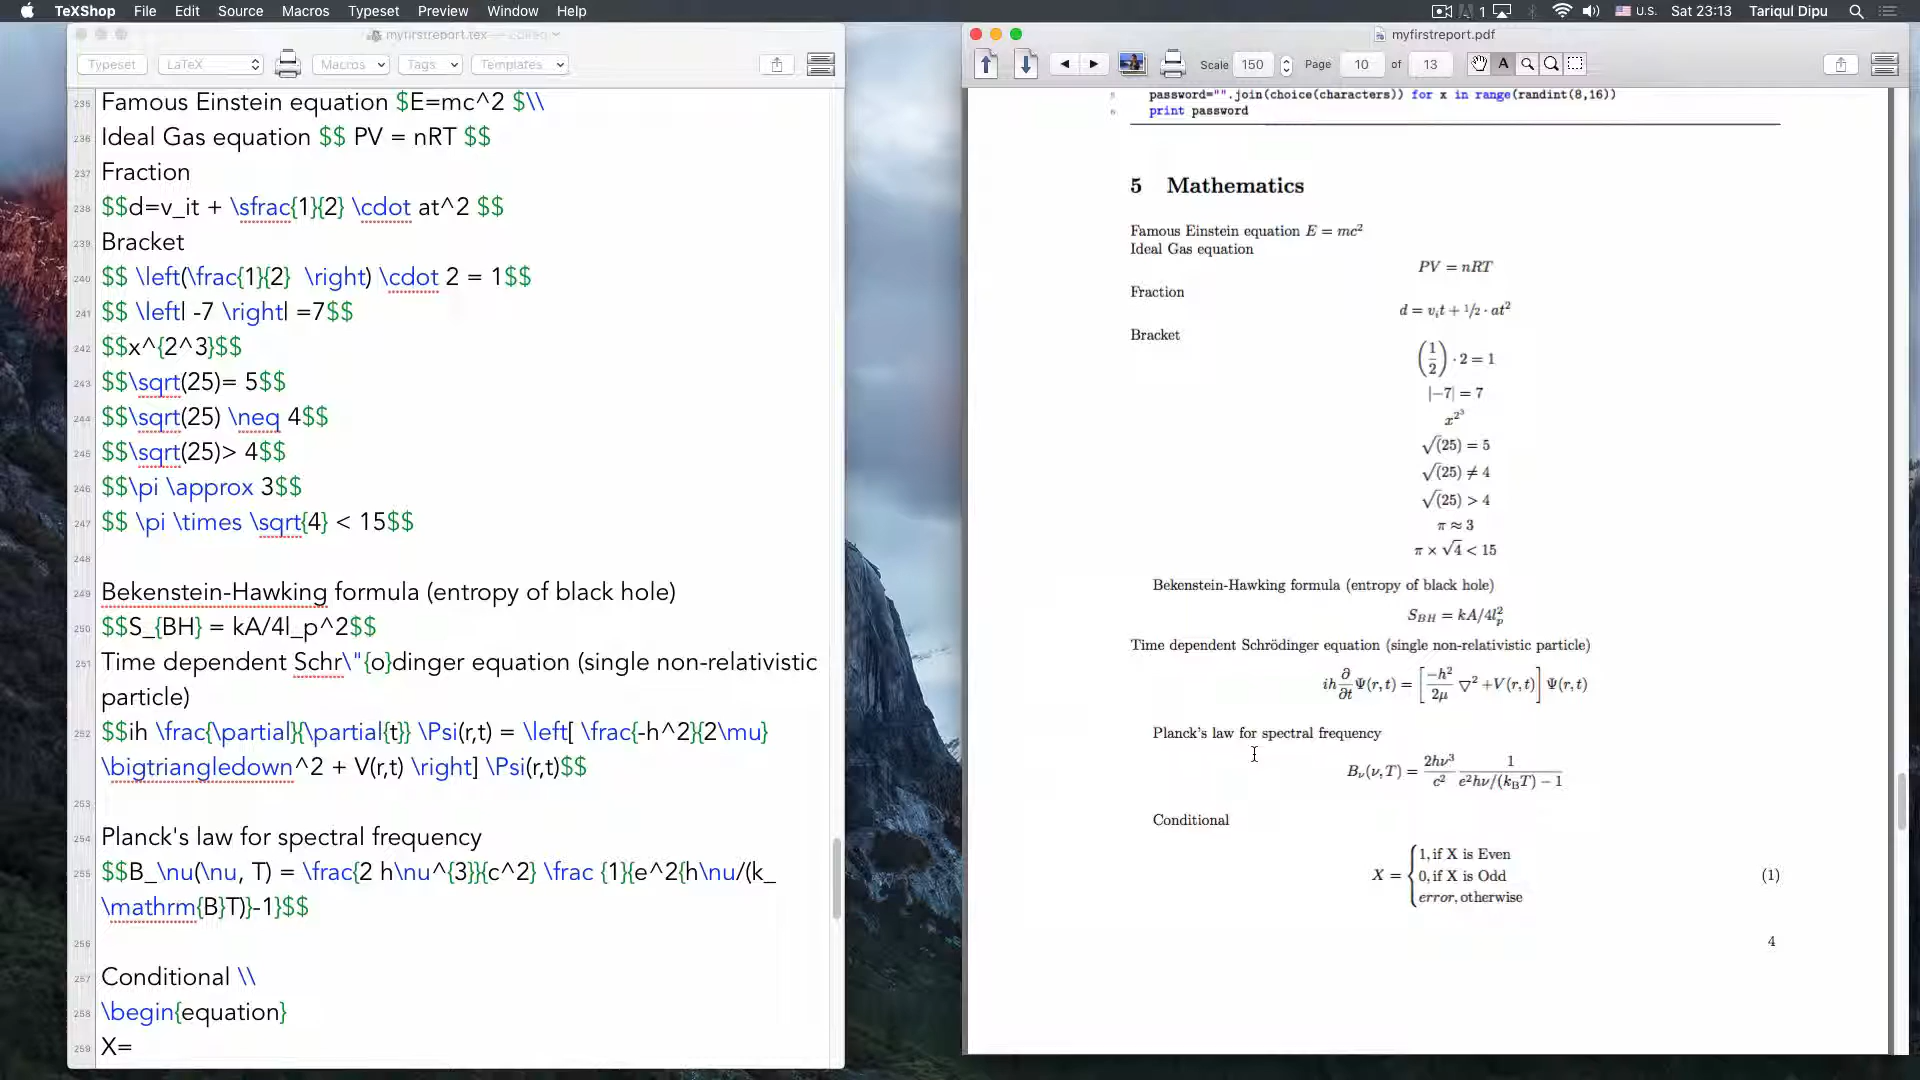 TeXShop File Edit Source Macros Typeset Preview Window Help 1 U.S. Sat 23:13 Tariqul Dipu
myfirstreport.tex — Edited
Typeset LaTeX Macros Tags Templates
235 Famous Einstein equation $E=mc^2 $\\
236 Ideal Gas equation $$ PV = nRT $$
237 Fraction
238 $$d=v_it + \sfrac{1}{2} \cdot at^2 $$
239 Bracket
240 $$ \left(\frac{1}{2} \right) \cdot 2 = 1$$
241 $$ \left| -7 \right| =7$$
242 $$x^{2^3}$$
243 $$\sqrt(25)= 5$$
244 $$\sqrt(25) \neq 4$$
245 $$\sqrt(25)> 4$$
246 $$\pi \approx 3$$
247 $$ \pi \times \sqrt{4} < 15$$
248
249 Bekenstein-Hawking formula (entropy of black hole)
250 $$S_{BH} = kA/4l_p^2$$
251 Time dependent Schr\"{o}dinger equation (single non-relativistic
particle)
252 $$ih \frac{\partial}{\partial{t}} \Psi(r,t) = \left[ \frac{-h^2}{2\mu}
\bigtriangledown^2 + V(r,t) \right] \Psi(r,t)$$
253
254 Planck's law for spectral frequency
255 $$B_\nu(\nu, T) = \frac{2 h\nu^{3}}{c^2} \frac {1}{e^2{h\nu/(k_
\mathrm{B}T)}-1}$$
256
257 Conditional \\
258 \begin{equation}
259 X=
myfirstreport.pdf
Scale 150 Page 10 of 13
5 password="".join(choice(characters)) for x in range(randint(8,16))
6 print password
5 Mathematics
Famous Einstein equation E = mc²
Ideal Gas equation
PV = nRT
Fraction
d = vᵢt + 1/2 · at²
Bracket
(1/2) · 2 = 1
|−7| = 7
x^{2^3}
√(25) = 5
√(25) ≠ 4
√(25) > 4
π ≈ 3
π × √4 < 15
Bekenstein-Hawking formula (entropy of black hole)
S_{BH} = kA/4l_p^2
Time dependent Schrödinger equation (single non-relativistic particle)
ih ∂/∂t Ψ(r,t) = [−h²/2μ ▽² +V(r,t)] Ψ(r,t)
Planck's law for spectral frequency
B_ν(ν,T) = 2hν³/c² 1/e²hν/(k_BT) − 1
Conditional
1, if X is Even
X = { 0, if X is Odd (1)
error, otherwise
4